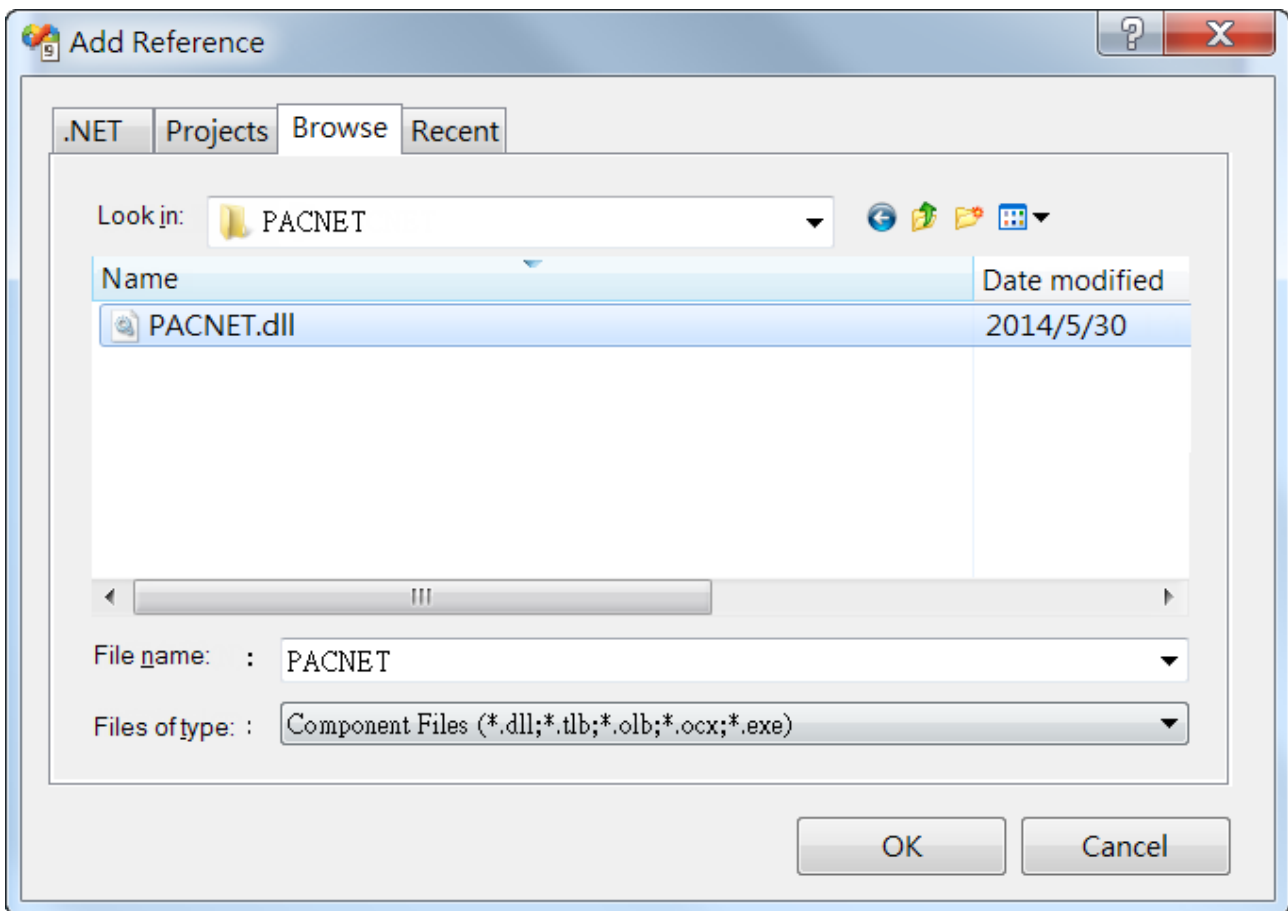 Add Reference
.NET Projects Browse Recent
Look in: PACNET
Name Date modified
PACNET.dll 2014/5/30
File name: : PACNET
Files of type: : Component Files (*.dll;*.tlb;*.olb;*.ocx;*.exe)
OK Cancel